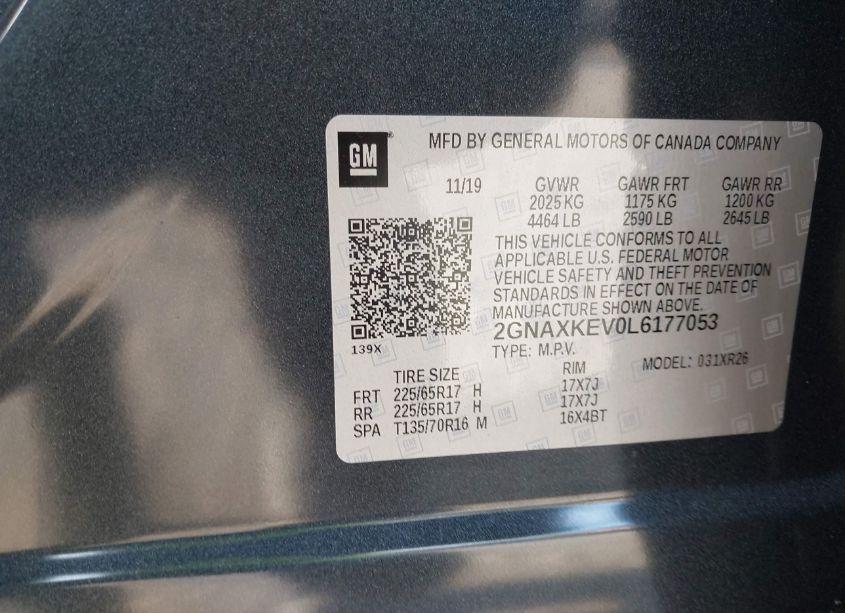 GM
MFD BY GENERAL MOTORS OF CANADA COMPANY
11/19 GVWR GAWR FRT GAWR RR
2025 KG 1175 KG 1200 KG
4464 LB 2590 LB 2645 LB
THIS VEHICLE CONFORMS TO ALL
APPLICABLE U.S. FEDERAL MOTOR
VEHICLE SAFETY AND THEFT PREVENTION
STANDARDS IN EFFECT ON THE DATE OF
MANUFACTURE SHOWN ABOVE.
2GNAXKEV0L6177053
139X
TYPE: M.P.V. MODEL: 031XR26
TIRE SIZE RIM
FRT 225/65R17 H 17X7J
RR 225/65R17 H 17X7J
SPA T135/70R16 M 16X4BT